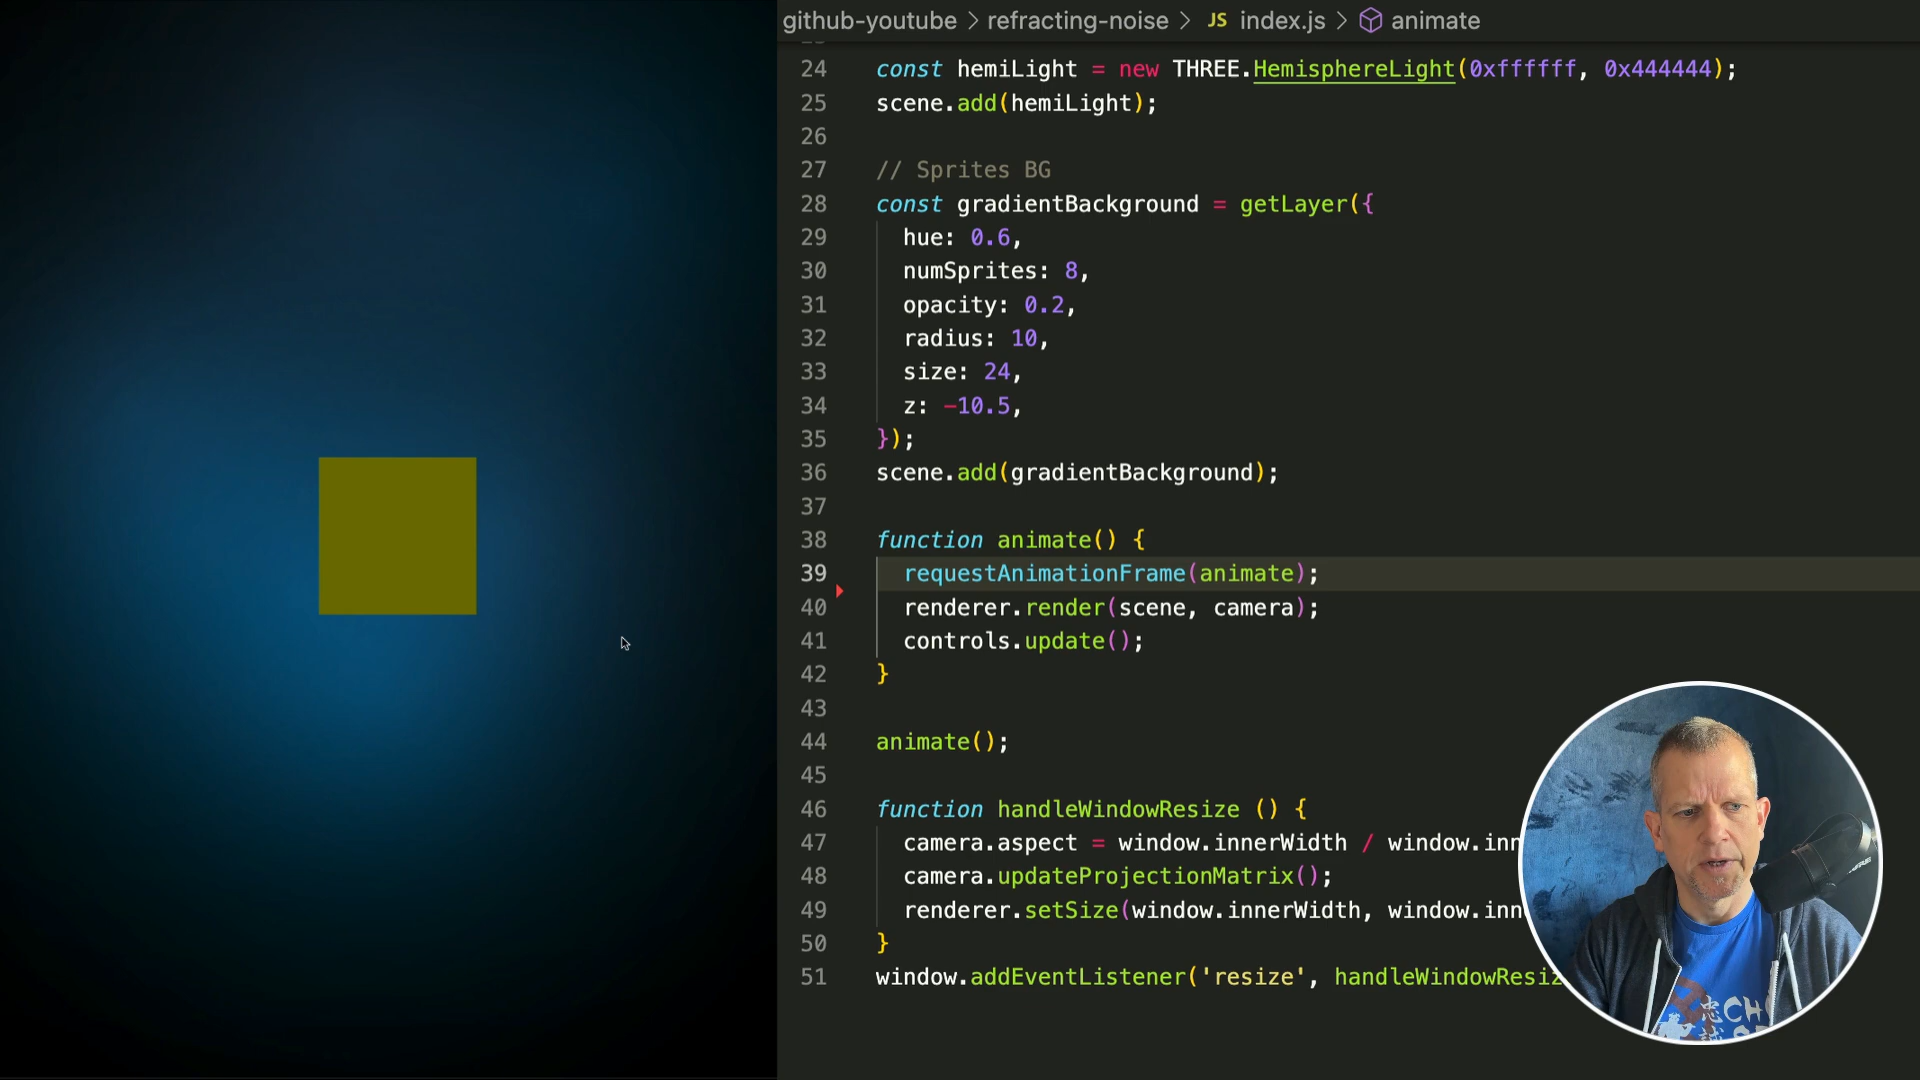 github-youtube > refracting-noise > JS index.js > animate
24 const hemiLight = new THREE.HemisphereLight(0xffffff, 0x444444);
25 scene.add(hemiLight);
26
27 // Sprites BG
28 const gradientBackground = getLayer({
29 hue: 0.6,
30 numSprites: 8,
31 opacity: 0.2,
32 radius: 10,
33 size: 24,
34 z: -10.5,
35 });
36 scene.add(gradientBackground);
37
38 function animate() {
39 requestAnimationFrame(animate);
40 renderer.render(scene, camera);
41 controls.update();
42 }
43
44 animate();
45
46 function handleWindowResize () {
47 camera.aspect = window.innerWidth / window.inn
48 camera.updateProjectionMatrix();
49 renderer.setSize(window.innerWidth, window.inn
50 }
51 window.addEventListener('resize', handleWindowResiz